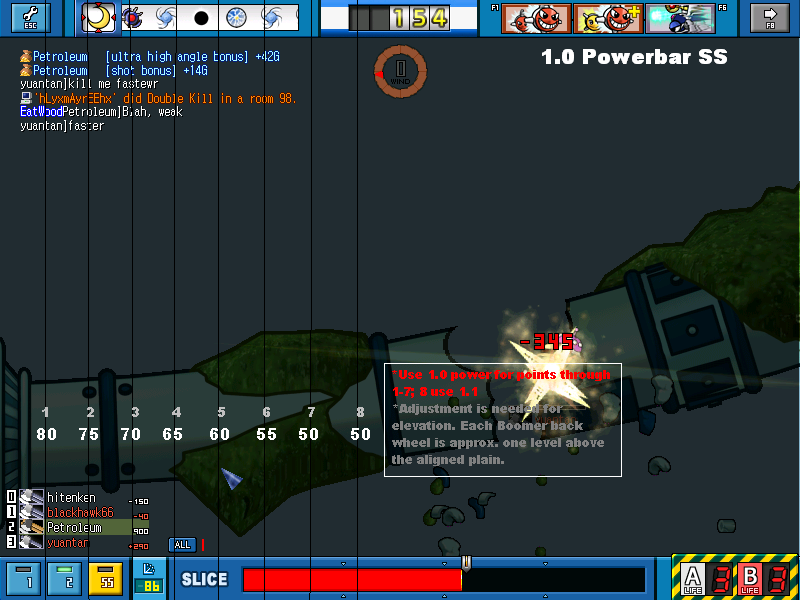 ESC
154
F1
F6
F8
0
WIND
1.0 Powerbar SS
Petroleum [ultra high angle bonus] +42G
Petroleum [shot bonus] +14G
yuantan]kill me fastewr
'hLyxmAyrEEhx' did Double Kill in a room 98.
EatWoodPetroleum]Blah, weak
yuantan]faster
-345
*Use 1.0 power for points through
1-7; 8 use 1.1
*Adjustment is needed for
elevation. Each Boomer back
wheel is approx. one level above
the aligned plain.
1 2 3 4 5 6 7 8
80 75 70 65 60 55 50 50
0 hitenken -150
1 blackhawk66 -40
2 Petroleum 900
3 yuantan +290
ALL
1 2 SS -86 SLICE
A LIFE 3 B LIFE 3